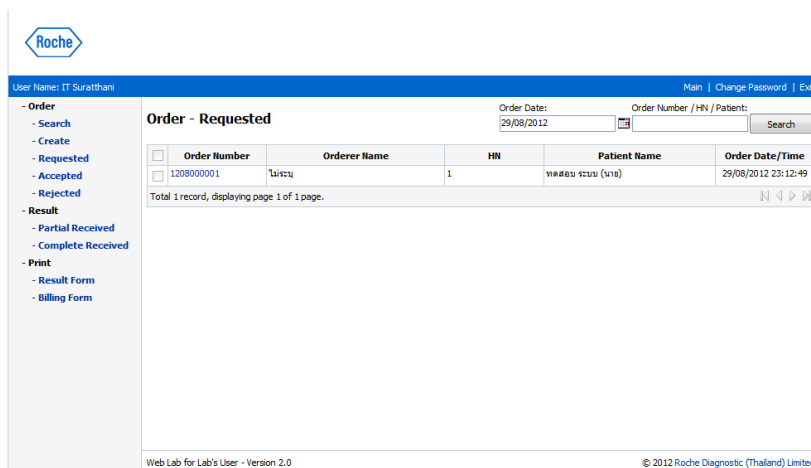 Roche
User Name: IT Suratthani
Main | Change Password | Exi
- Order
- Search
- Create
- Requested
- Accepted
- Rejected
- Result
- Partial Received
- Complete Received
- Print
- Result Form
- Billing Form
Order - Requested
Order Date:
29/08/2012
Order Number / HN / Patient:
Search
Order Number Orderer Name HN Patient Name Order Date/Time
1208000001 ไม่ระบุ 1 ทดสอบ ระบบ (นาย) 29/08/2012 23:12:49
Total 1 record, displaying page 1 of 1 page.
Web Lab for Lab's User - Version 2.0
© 2012 Roche Diagnostic (Thailand) Limite